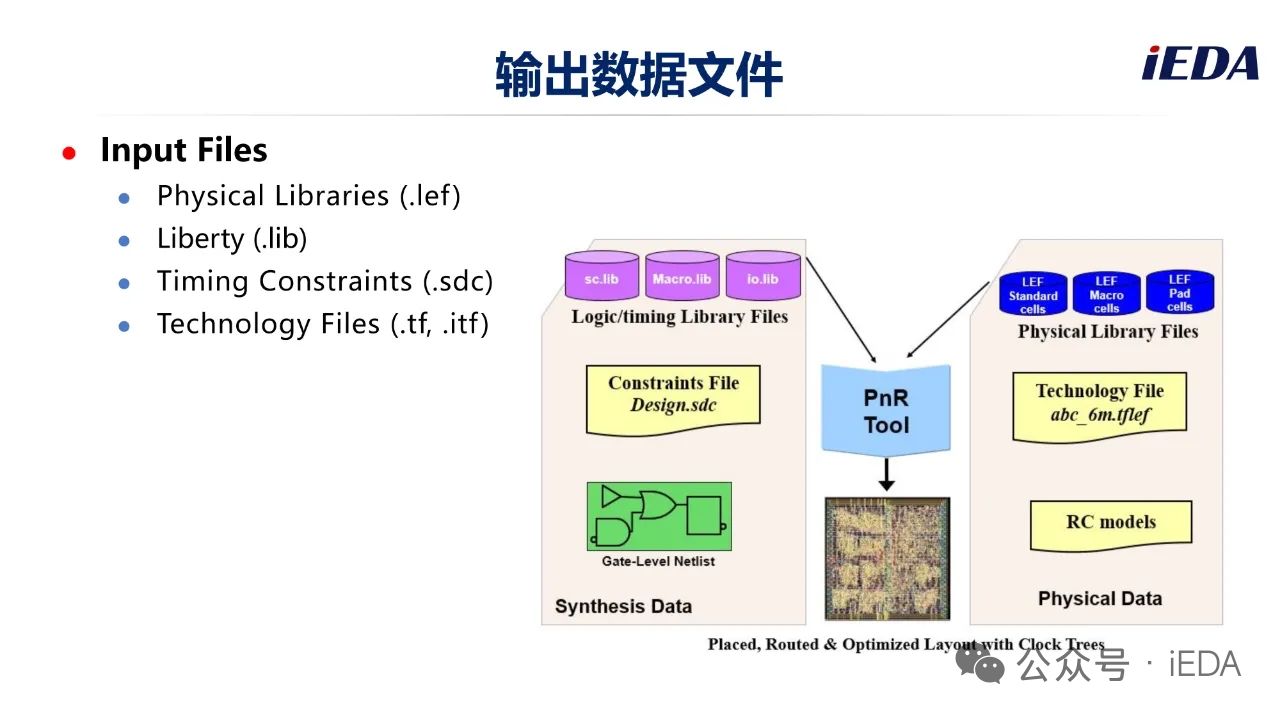 输出数据文件
iEDA
Input Files
Physical Libraries (.lef)
Liberty (.lib)
Timing Constraints (.sdc)
Technology Files (.tf, .itf)
sc.lib
Macro.lib
io.lib
Logic/timing Library Files
Constraints File
Design.sdc
Gate-Level Netlist
Synthesis Data
PnR
Tool
LEF
Standard
cells
LEF
Macro
cells
LEF
Pad
cells
Physical Library Files
Technology File
abc_6m.tflef
RC models
Physical Data
Placed, Routed & Optimized Layout with Clock Trees
公众号 · iEDA